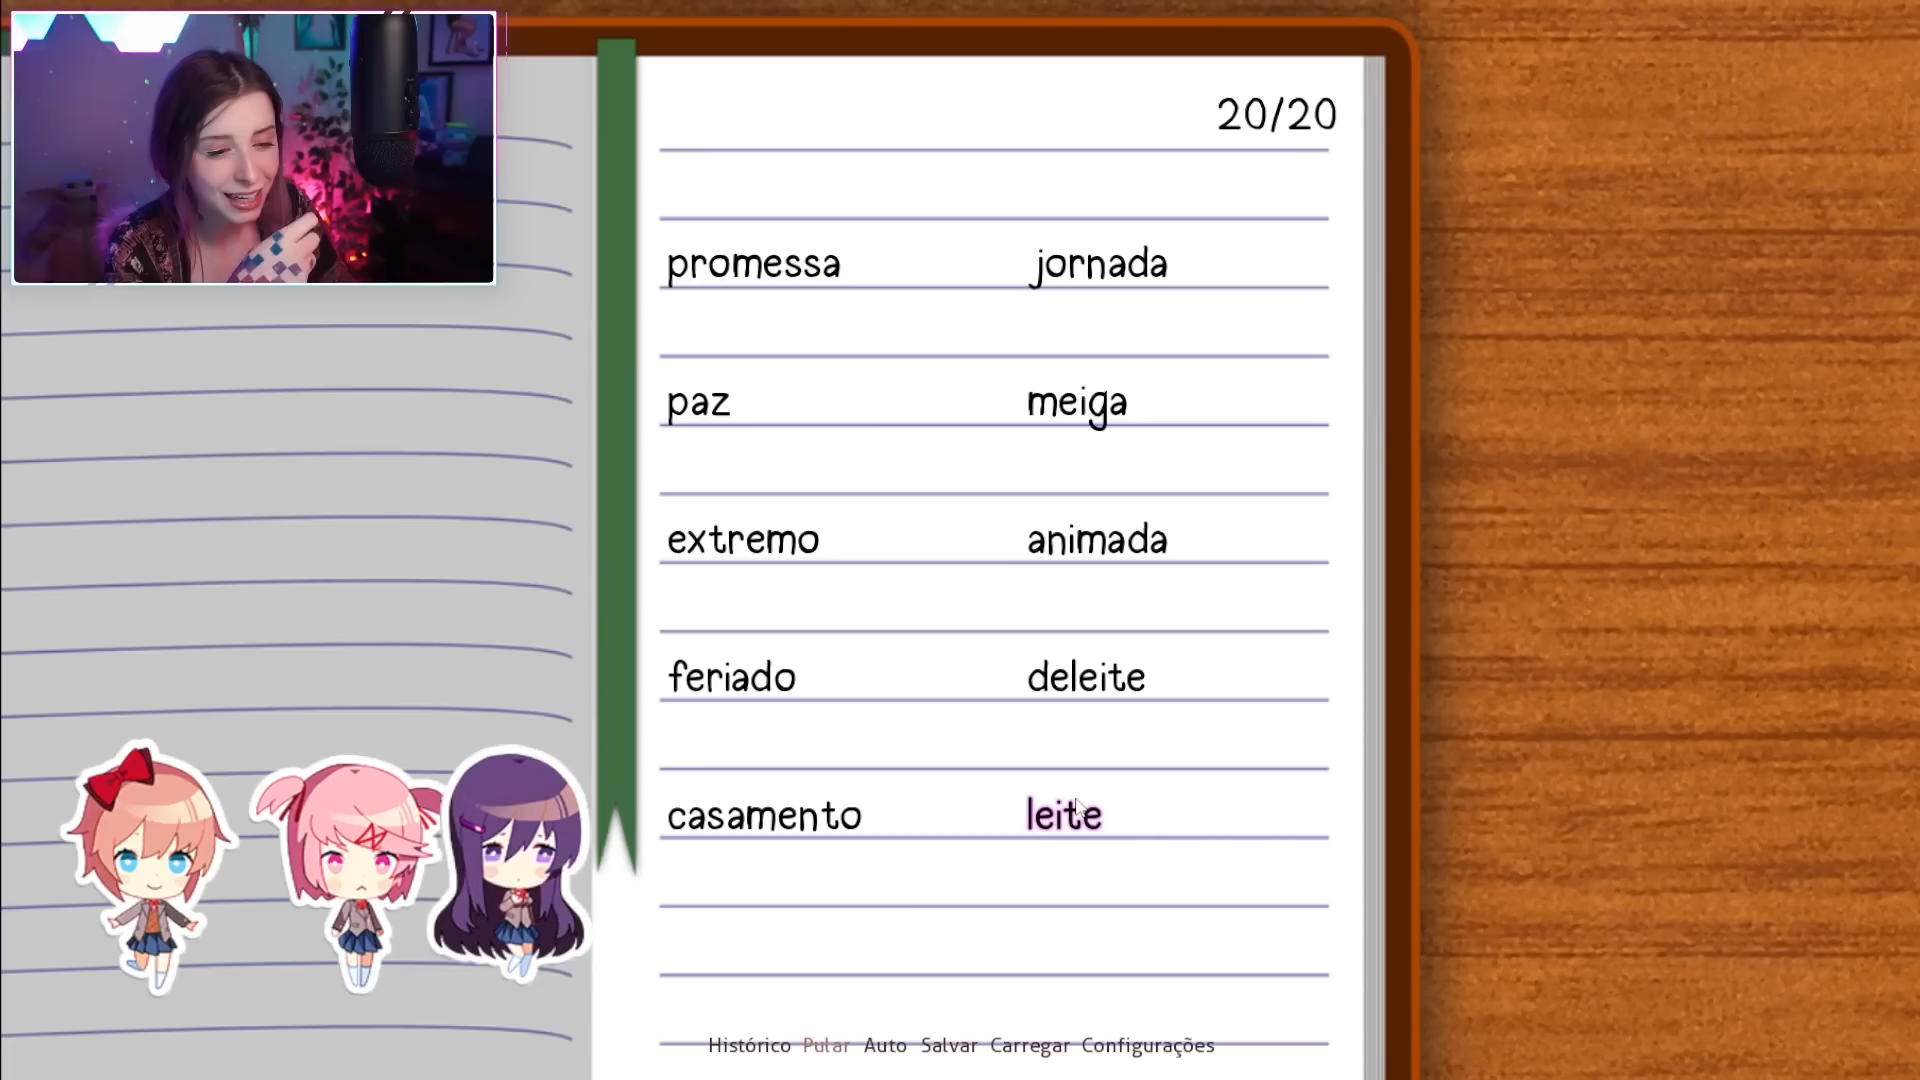 20/20
promessa jornada
paz meiga
extremo animada
feriado deleite
casamento leite
Histórico Pular Auto Salvar Carregar Configurações